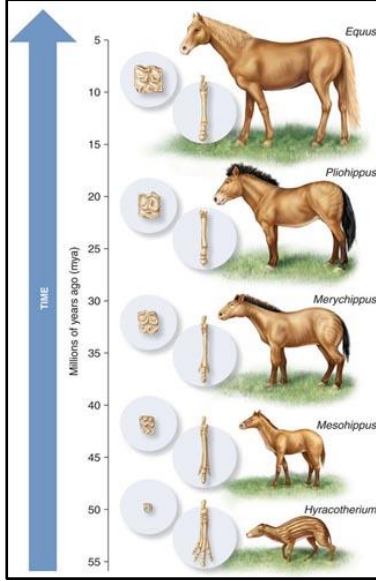 TIME
Millions of years ago (mya)
5
10
15
20
25
30
35
40
45
50
55
Equus
Pliohippus
Merychippus
Mesohippus
Hyracotherium